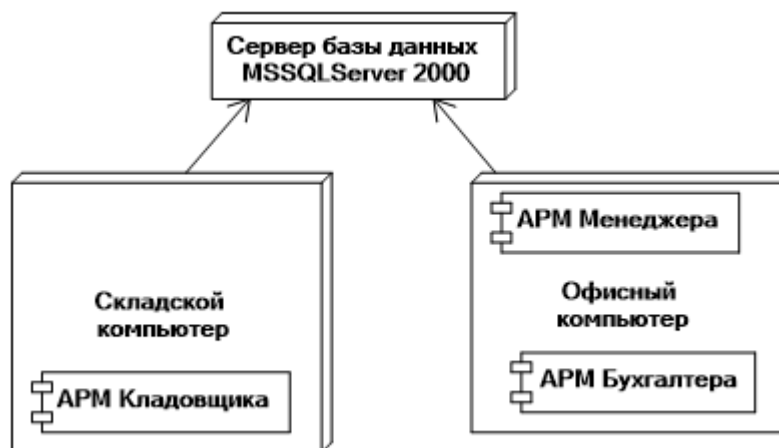 Сервер базы данных
MSSQLServer 2000
АРМ Менеджера
Складской
компьютер
Офисный
компьютер
АРМ Кладовщика
АРМ Бухгалтера